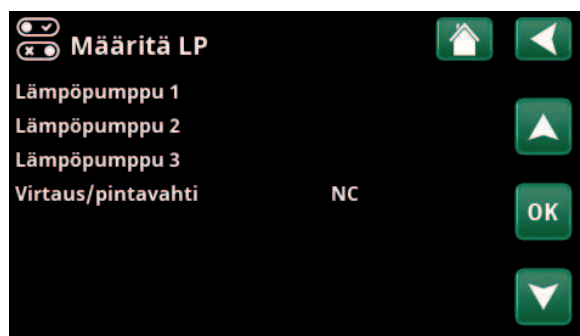 Määritä LP
Lämpöpumppu 1
Lämpöpumppu 2
Lämpöpumppu 3
Virtaus/pintavahti NC
OK